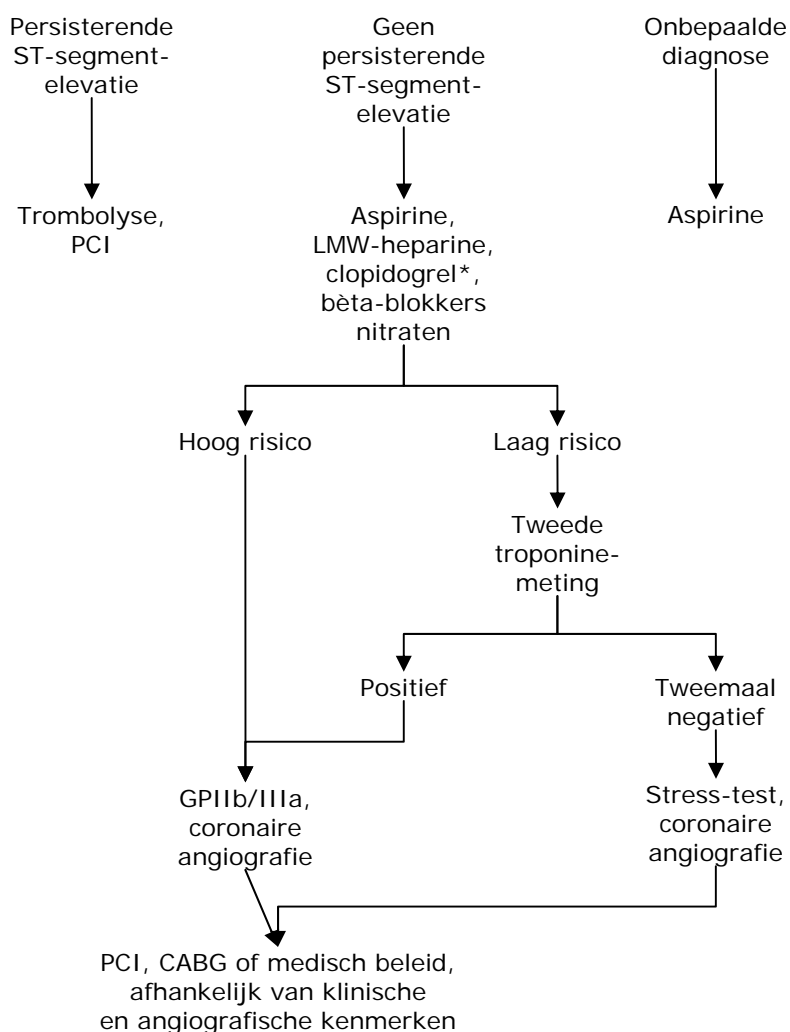 Persisterende
ST-segment-
elevatie
Geen
persisterende
ST-segment-
elevatie
Onbepaalde
diagnose
Trombolyse,
PCI
Aspirine,
LMW-heparine,
clopidogrel*,
bèta-blokkers
nitraten
Aspirine
Hoog risico
Laag risico
Tweede
troponine-
meting
Positief
Tweemaal
negatief
GPIIb/IIIa,
coronaire
angiografie
Stress-test,
coronaire
angiografie
PCI, CABG of medisch beleid,
afhankelijk van klinische
en angiografische kenmerken